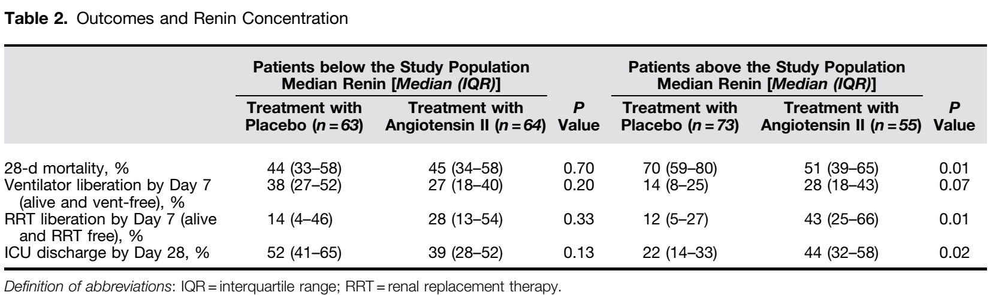 Table 2. Outcomes and Renin Concentration
Patients below the Study Population Median Renin [Median (IQR)]
Patients above the Study Population Median Renin [Median (IQR)]
Treatment with Placebo (n = 63)
Treatment with Angiotensin II (n = 64)
P Value
Treatment with Placebo (n = 73)
Treatment with Angiotensin II (n = 55)
P Value
28-d mortality, % 44 (33–58) 45 (34–58) 0.70 70 (59–80) 51 (39–65) 0.01
Ventilator liberation by Day 7 38 (27–52) 27 (18–40) 0.20 14 (8–25) 28 (18–43) 0.07
(alive and vent-free), %
RRT liberation by Day 7 (alive 14 (4–46) 28 (13–54) 0.33 12 (5–27) 43 (25–66) 0.01
and RRT free), %
ICU discharge by Day 28, % 52 (41–65) 39 (28–52) 0.13 22 (14–33) 44 (32–58) 0.02
Definition of abbreviations: IQR = interquartile range; RRT = renal replacement therapy.